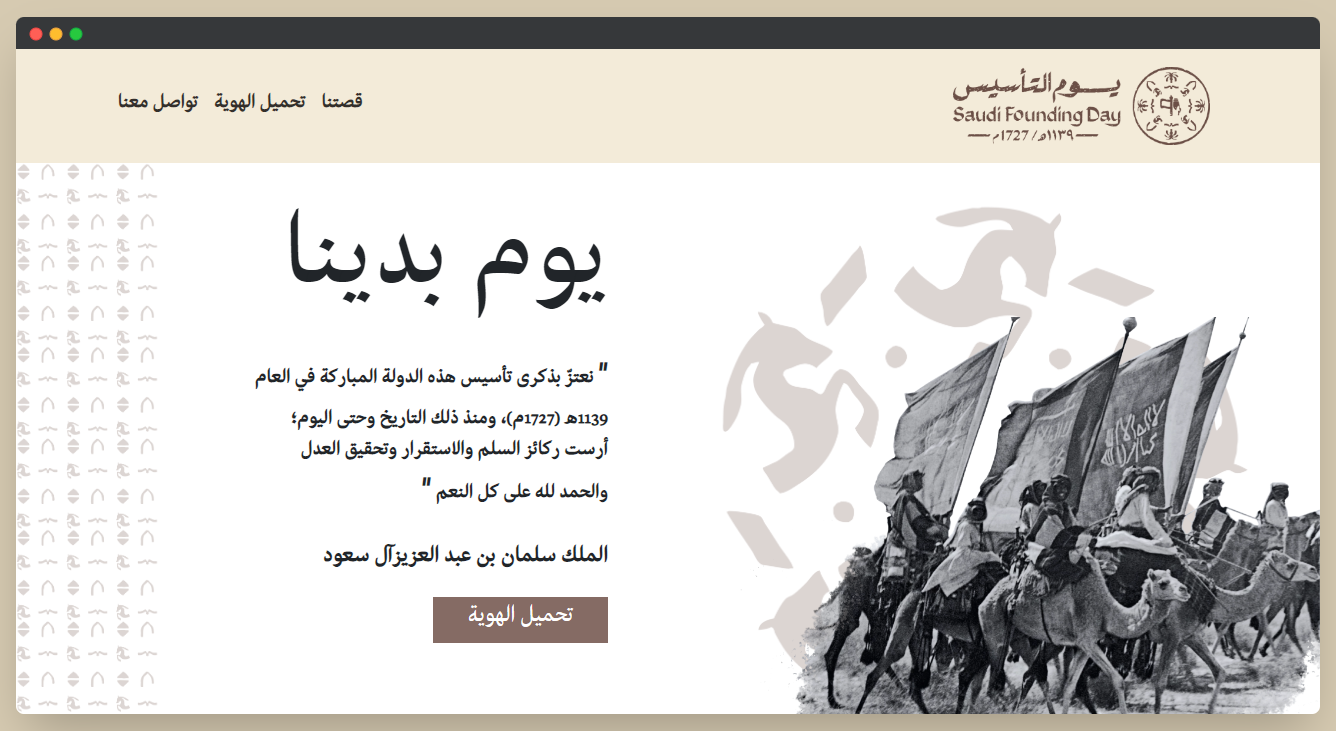 يوم التأسيس
Saudi Founding Day
١١٣٩هـ/ 1727م
قصتنا تحميل الهوية تواصل معنا
يوم بدينا
" نعتزّ بذكرى تأسيس هذه الدولة المباركة في العام
1139هـ (1727م)، ومنذ ذلك التاريخ وحتى اليوم؛
أرست ركائز السلم والاستقرار وتحقيق العدل
والحمد لله على كل النعم "
الملك سلمان بن عبد العزيزآل سعود
تحميل الهوية